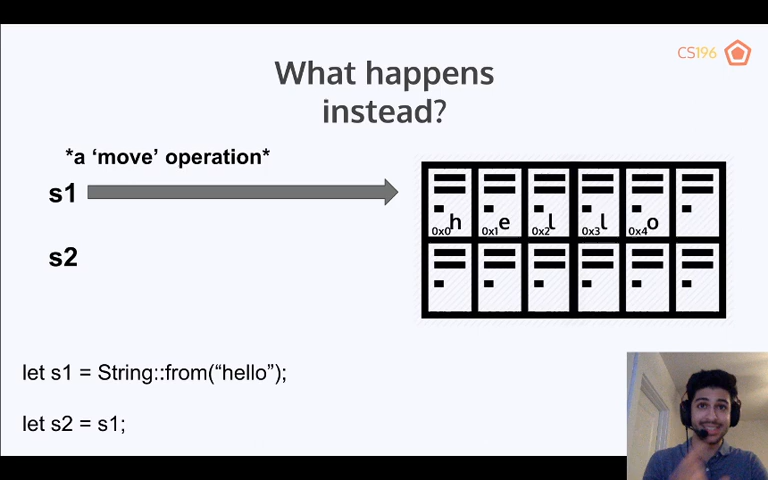 CS196
What happens
instead?
*a ‘move’ operation*
s1
h e l l o
0x0 0x1 0x2 0x3 0x4
s2
let s1 = String::from(“hello”);
let s2 = s1;